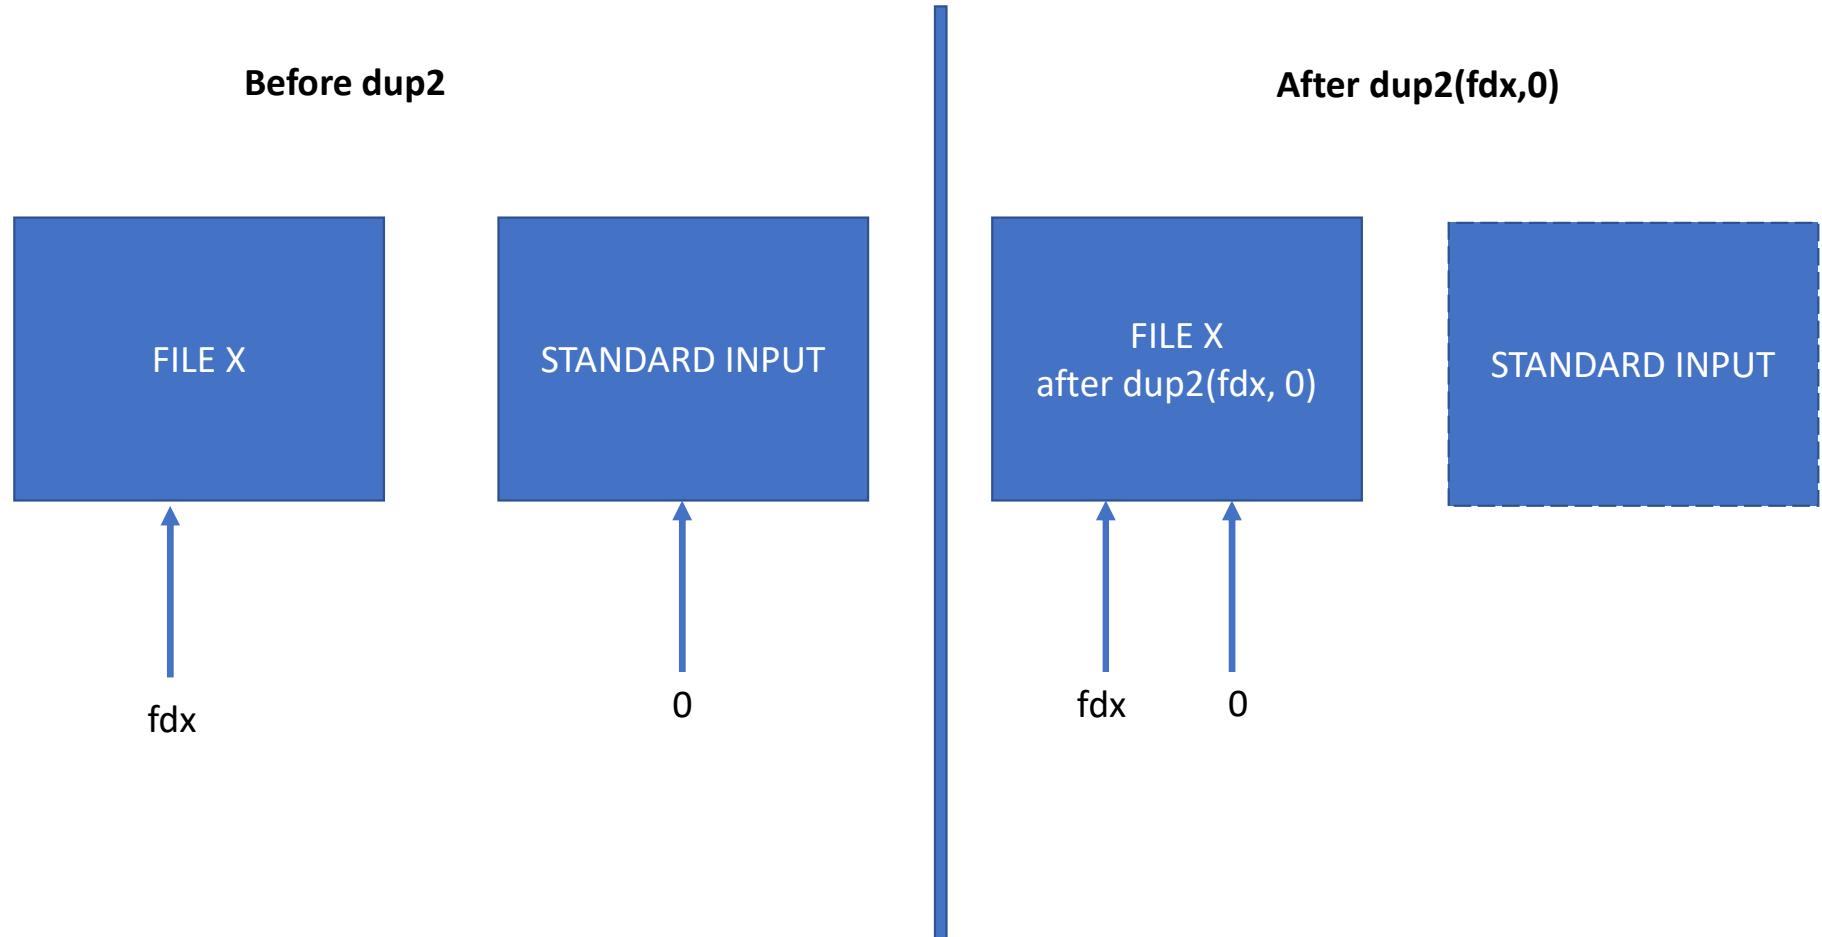 Before dup2
FILE X
STANDARD INPUT
fdx
0
After dup2(fdx,0)
FILE X
after dup2(fdx, 0)
STANDARD INPUT
fdx
0